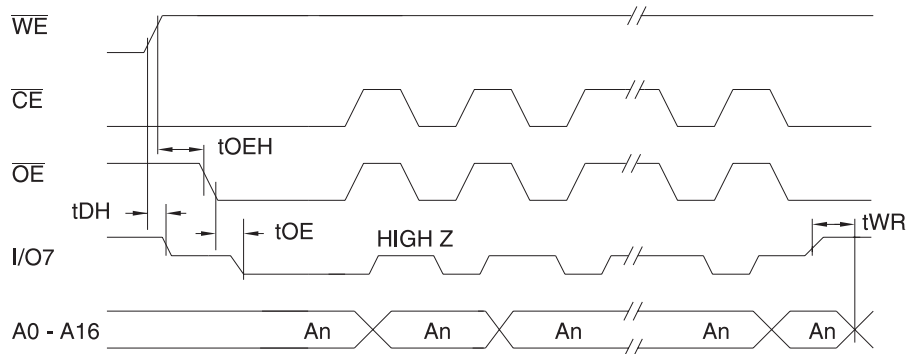 WE
CE
tOEH
OE
tDH
tOE
HIGH Z
tWR
I/O7
A0 - A16
An An An An An